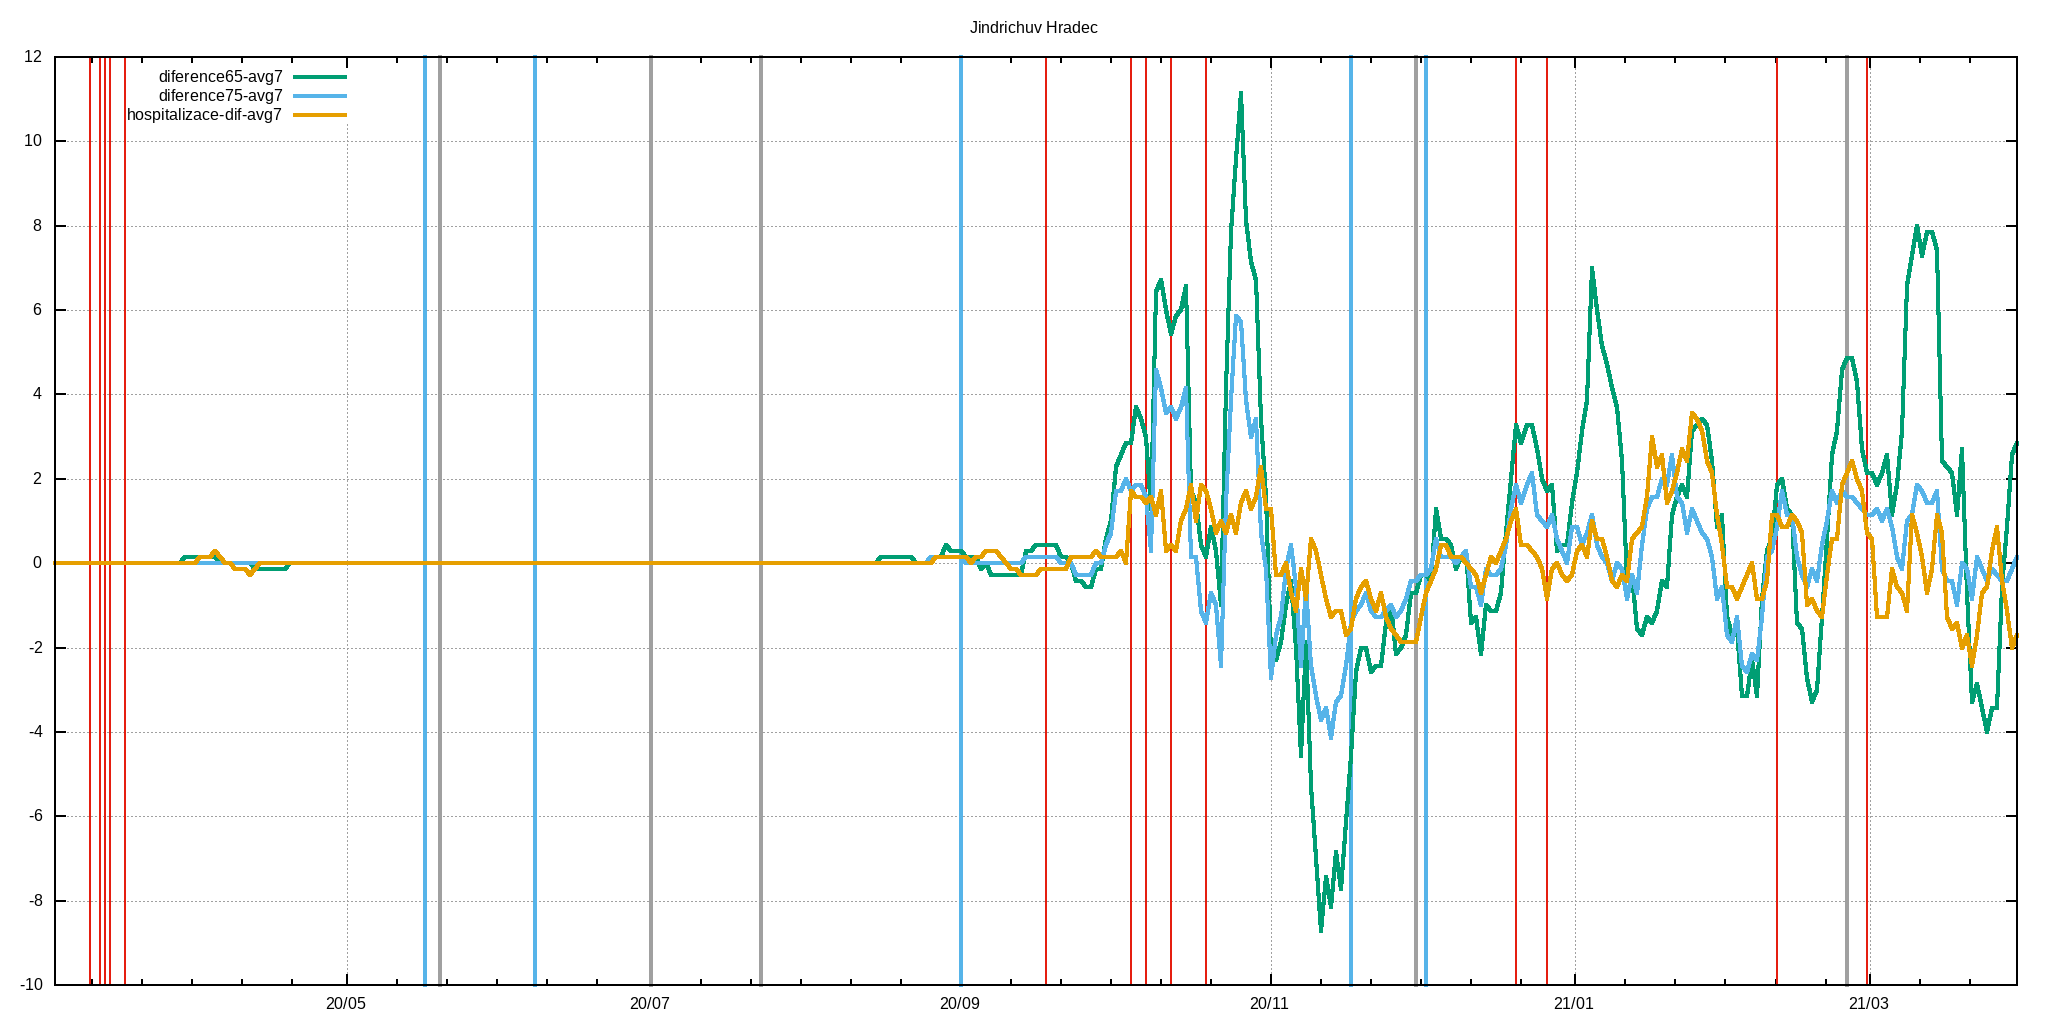 Jindrichuv Hradec
12
diference65-avg7
diference75-avg7
hospitalizace-dif-avg7
10
8
6
4
2
0
-2
-4
-6
-8
-10
20/05 20/07 20/09 20/11 21/01 21/03